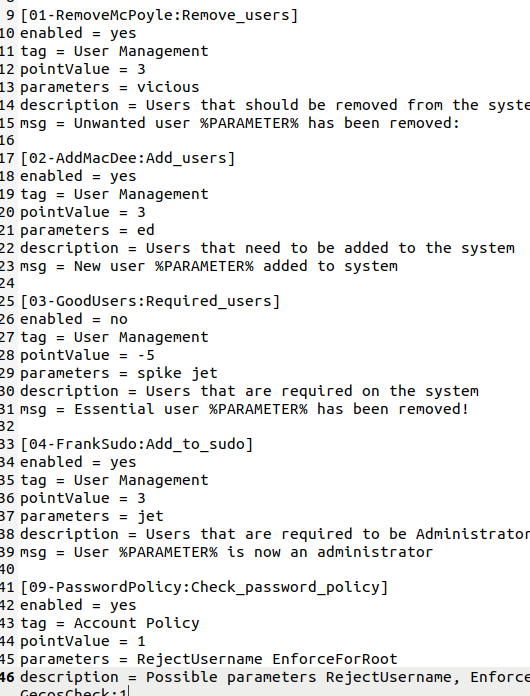 9 [01-RemoveMcPoyle:Remove_users]
10 enabled = yes
11 tag = User Management
12 pointValue = 3
13 parameters = vicious
14 description = Users that should be removed from the syste
15 msg = Unwanted user %PARAMETER% has been removed:
16
17 [02-AddMacDee:Add_users]
18 enabled = yes
19 tag = User Management
20 pointValue = 3
21 parameters = ed
22 description = Users that need to be added to the system
23 msg = New user %PARAMETER% added to system
24
25 [03-GoodUsers:Required_users]
26 enabled = no
27 tag = User Management
28 pointValue = -5
29 parameters = spike jet
30 description = Users that are required on the system
31 msg = Essential user %PARAMETER% has been removed!
32
33 [04-FrankSudo:Add_to_sudo]
34 enabled = yes
35 tag = User Management
36 pointValue = 3
37 parameters = jet
38 description = Users that are required to be Administrator
39 msg = User %PARAMETER% is now an administrator
40
41 [09-PasswordPolicy:Check_password_policy]
42 enabled = yes
43 tag = Account Policy
44 pointValue = 1
45 parameters = RejectUsername EnforceForRoot
46 description = Possible parameters RejectUsername, Enforce
GecosCheck:1